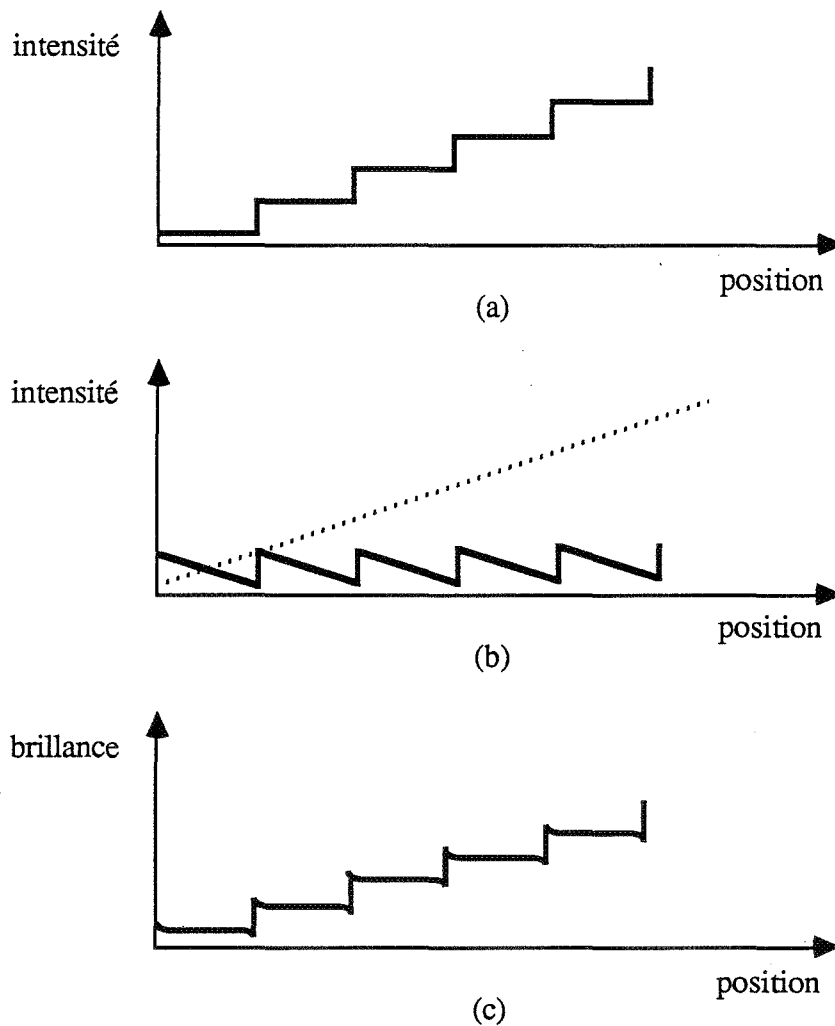 intensité
position
(a)
intensité
position
(b)
brillance
position
(c)